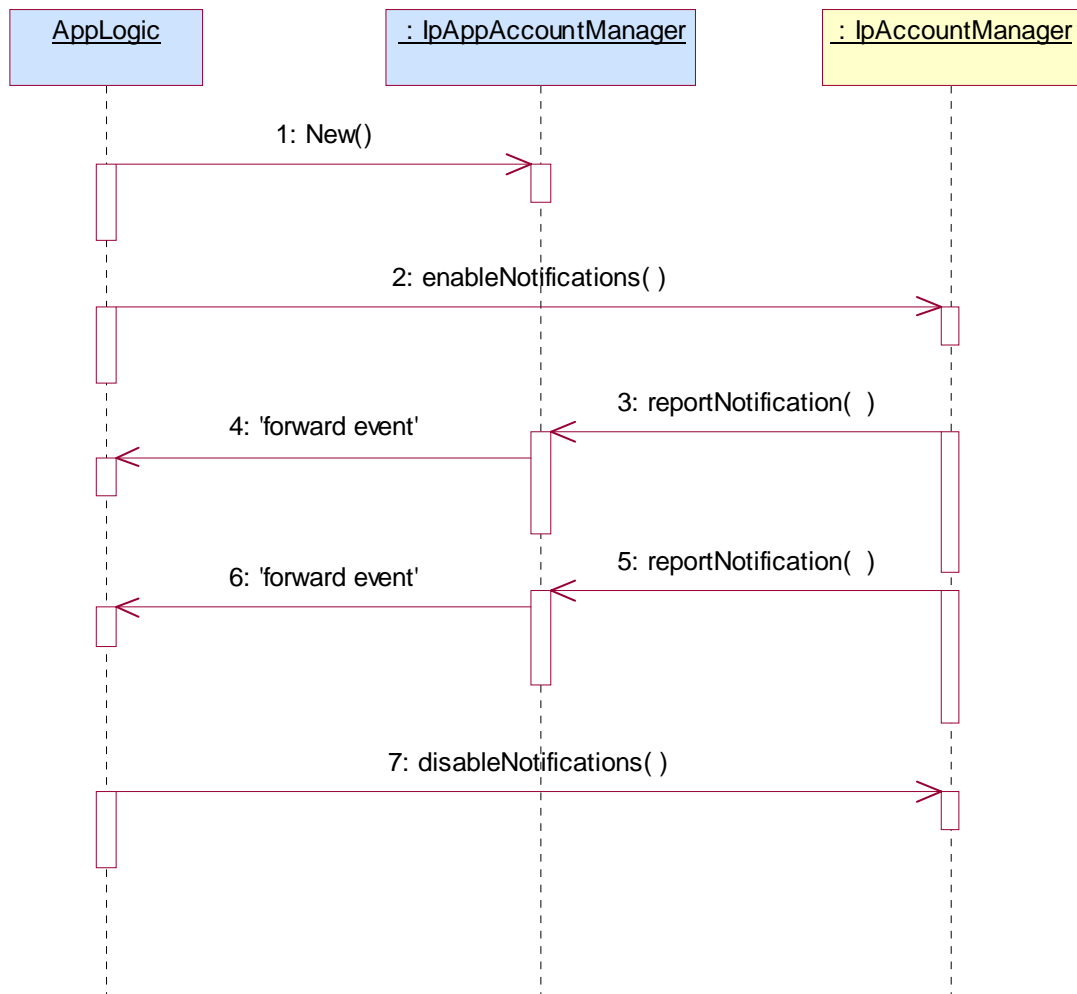 AppLogic
: IpAppAccountManager
: IpAccountManager
1: New()
2: enableNotifications( )
3: reportNotification(  )
4: 'forward event'
5: reportNotification(  )
6: 'forward event'
7: disableNotifications( )